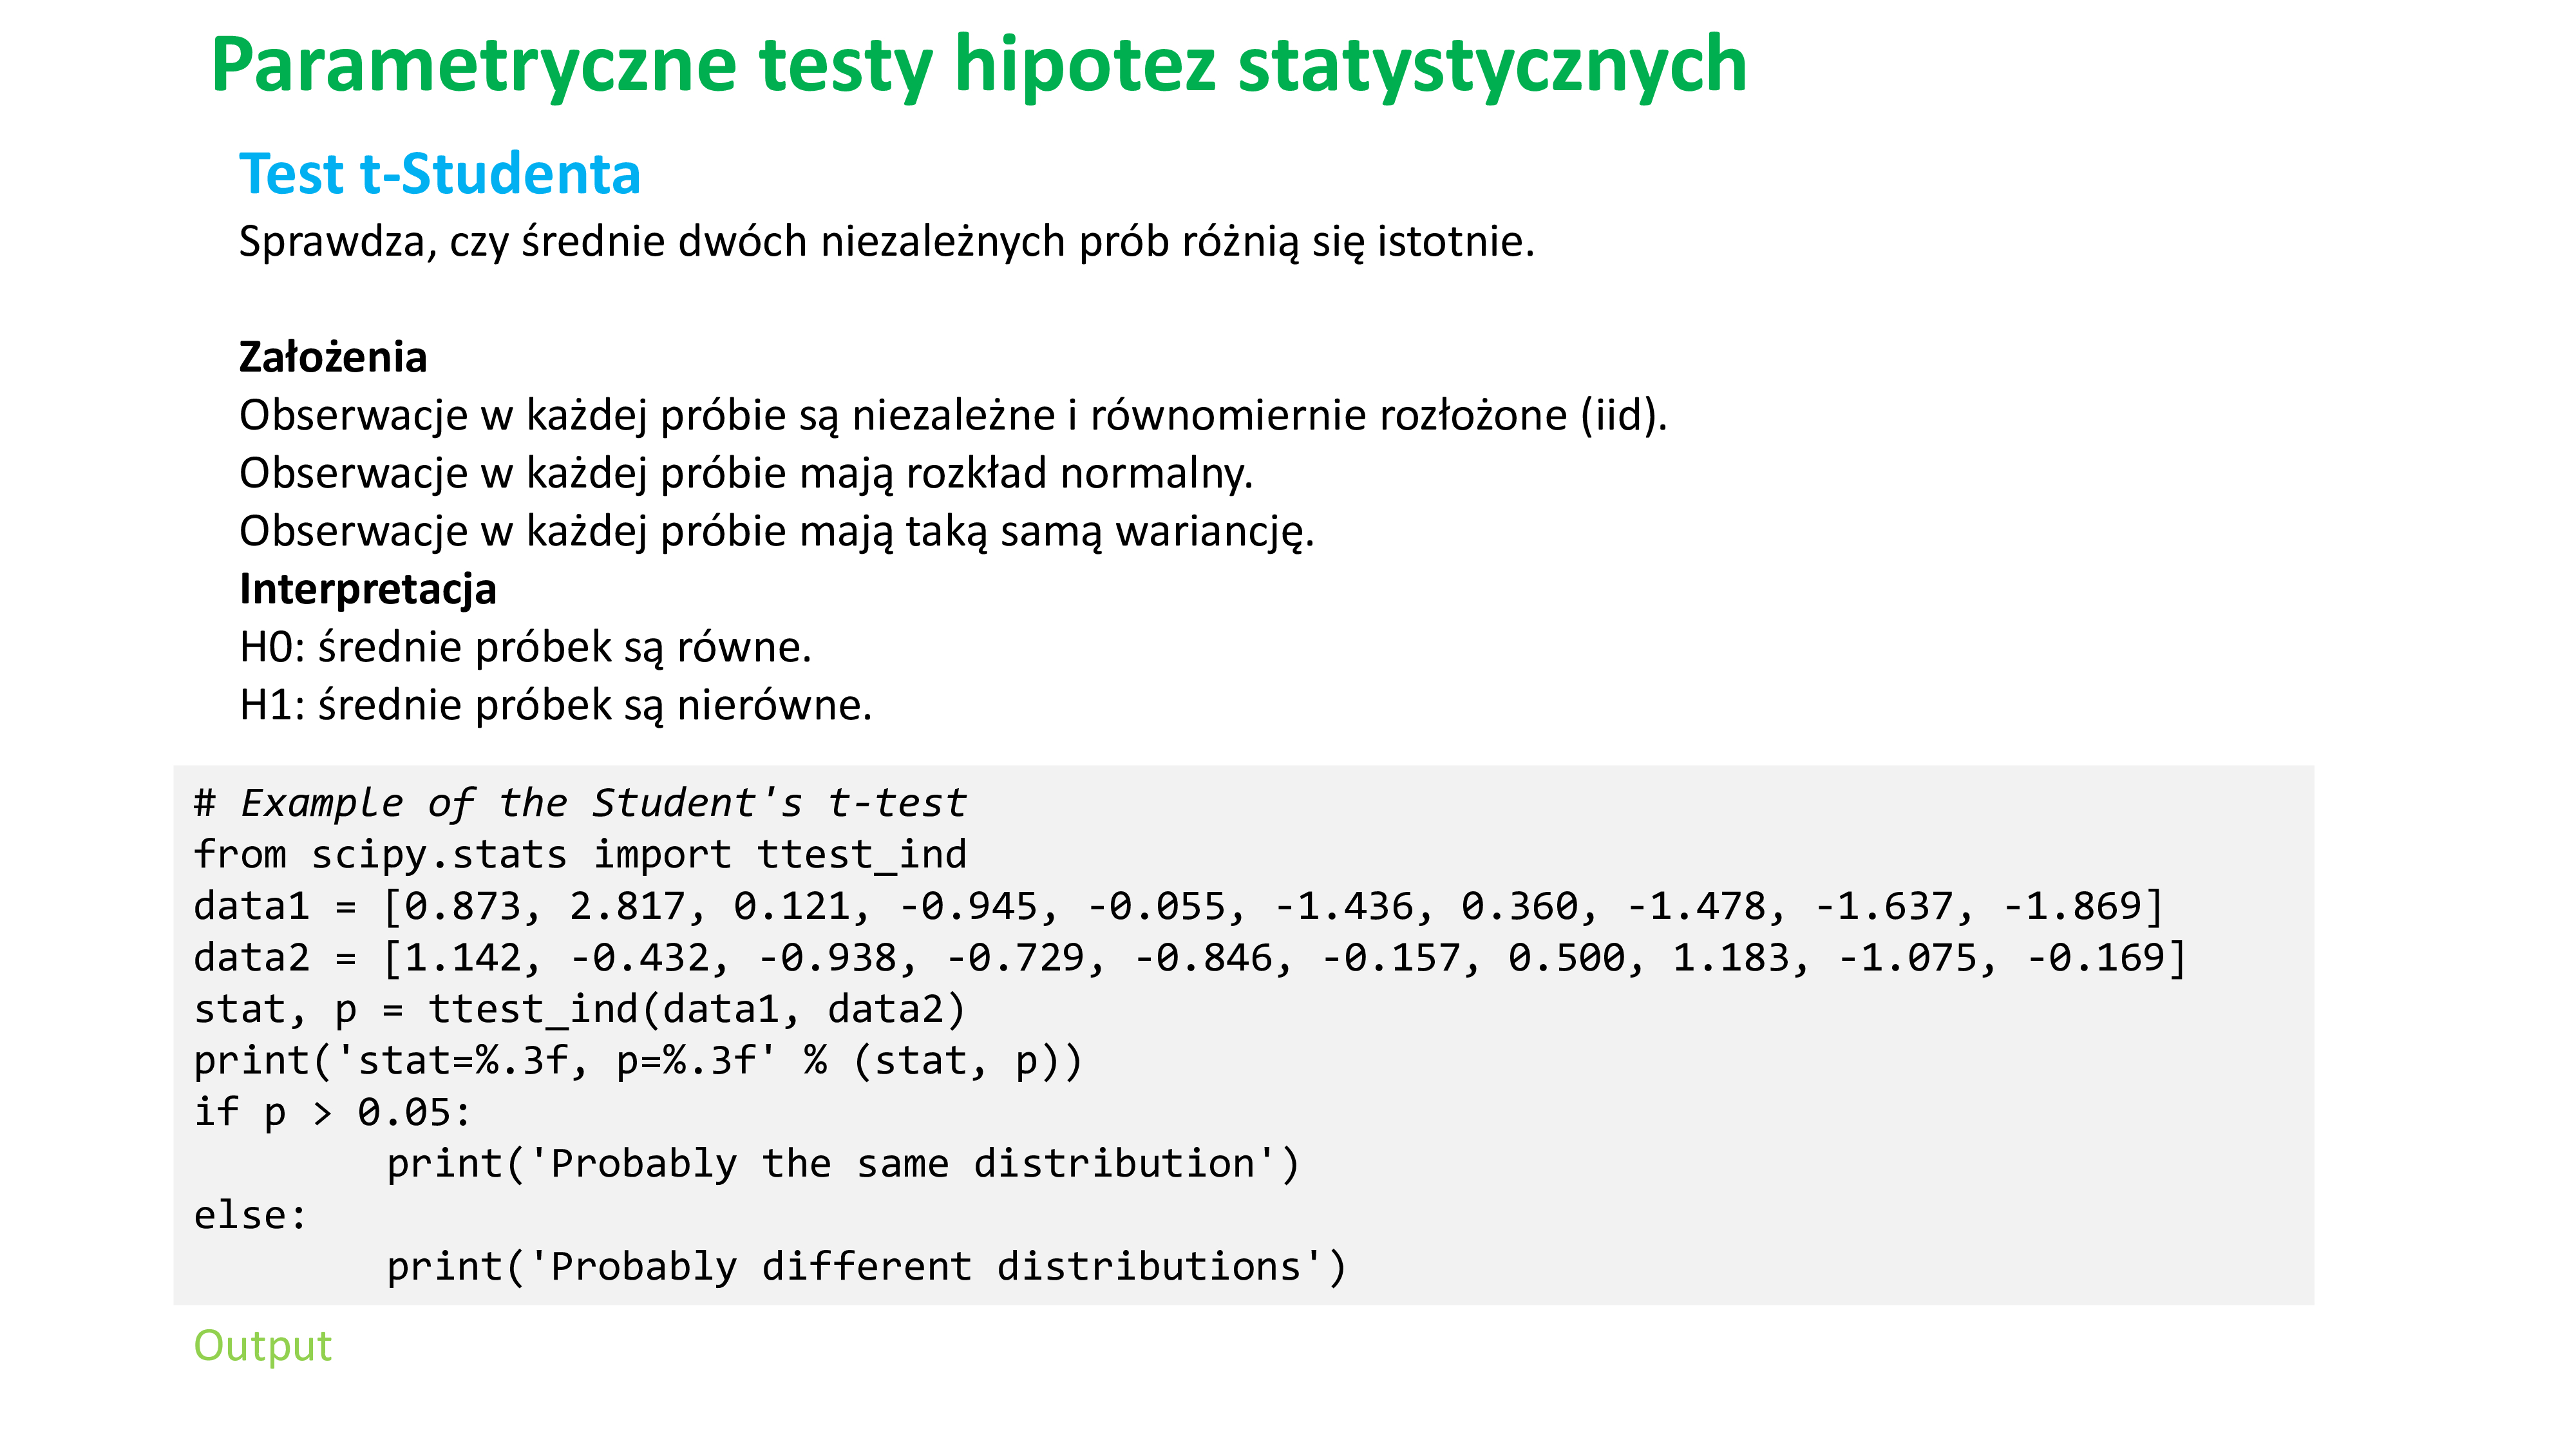 Parametryczne testy hipotez statystycznych
Test t-Studenta
Sprawdza, czy średnie dwóch niezależnych prób różnią się istotnie.
Założenia
Obserwacje w każdej próbie są niezależne i równomiernie rozłożone (iid).
Obserwacje w każdej próbie mają rozkład normalny.
Obserwacje w każdej próbie mają taką samą wariancję.
Interpretacja
H0: średnie próbek są równe.
H1: średnie próbek są nierówne.
# Example of the Student's t-test
from scipy.stats import ttest_ind
data1 = [0.873, 2.817, 0.121, -0.945, -0.055, -1.436, 0.360, -1.478, -1.637, -1.869]
data2 = [1.142, -0.432, -0.938, -0.729, -0.846, -0.157, 0.500, 1.183, -1.075, -0.169]
stat, p = ttest_ind(data1, data2)
print('stat=%.3f, p=%.3f' % (stat, p))
if p > 0.05:
print('Probably the same distribution')
else:
print('Probably different distributions')
Output